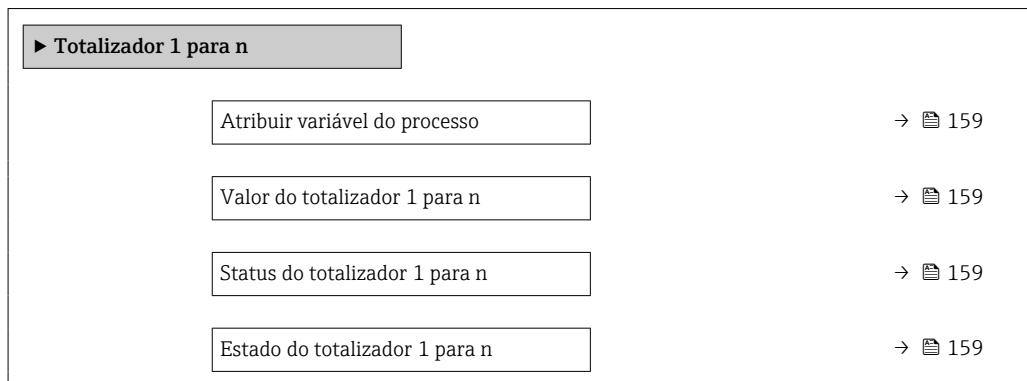 ▶ Totalizador 1 para n
Atribuir variável do processo → 159
Valor do totalizador 1 para n → 159
Status do totalizador 1 para n → 159
Estado do totalizador 1 para n → 159